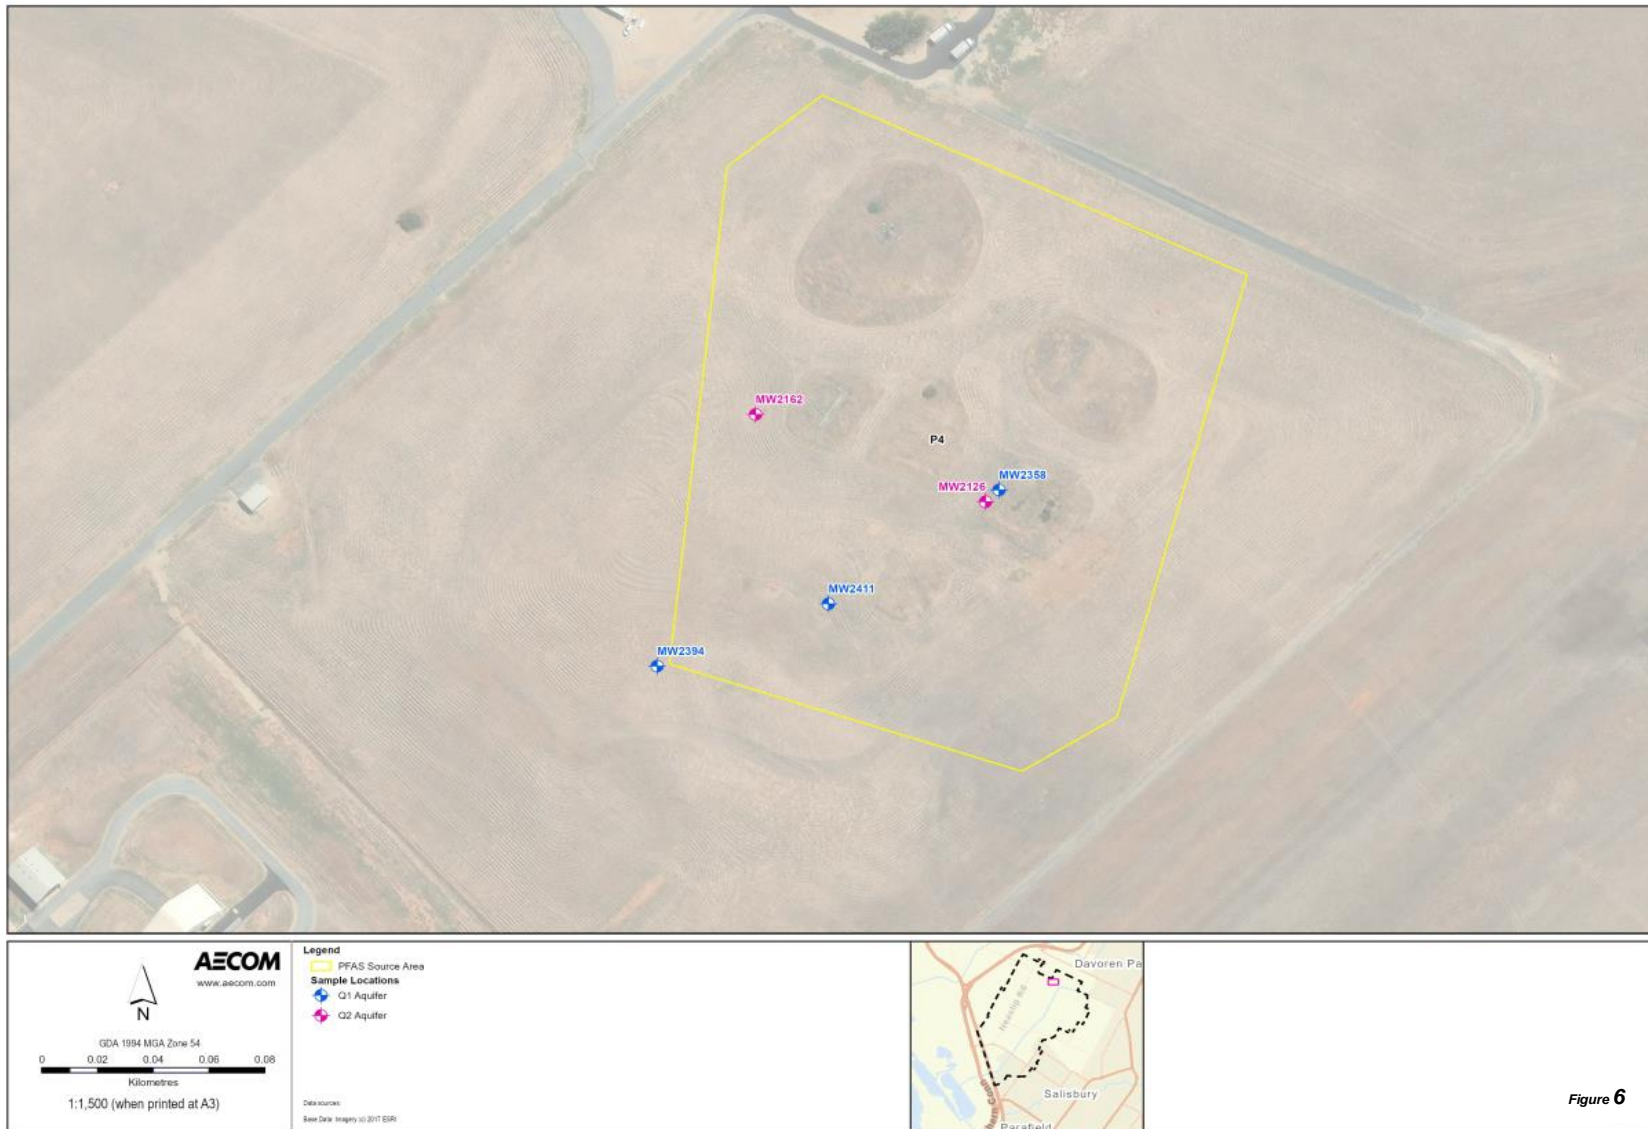 MW2162
P4
MW2358
MW2126
MW2411
MW2394
AECOM
www.aecom.com
N
GDA 1994 MGA Zone 54
0 0.02 0.04 0.06 0.08
Kilometres
1:1,500 (when printed at A3)
Legend
PFAS Source Area
Sample Locations
Q1 Aquifer
Q2 Aquifer
Data sources:
Base Data: Imagery (c) 2017 ESRI
Davoren Pa
Heaslip Rd
Salisbury
Parafield
Figure 6